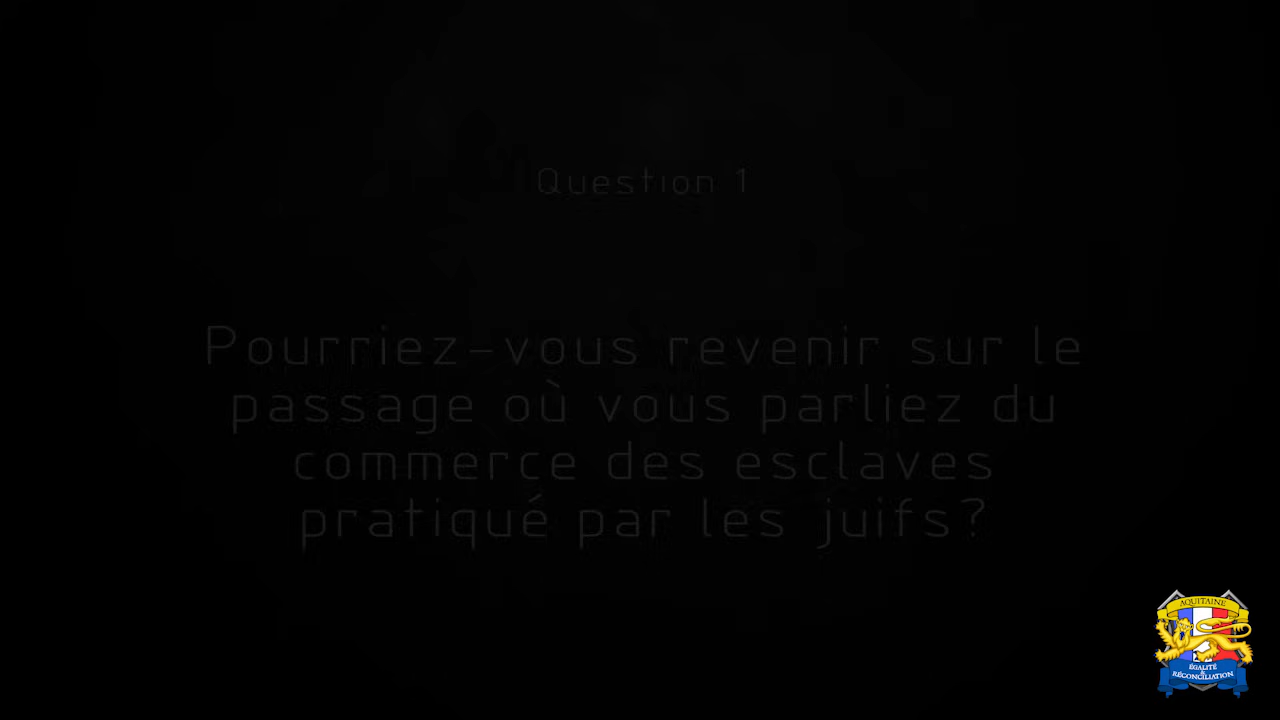 Question 1
Pourriez-vous revenir sur le
passage où vous parliez du
commerce des esclaves
pratiqué par les juifs?
AQUITAINE
ÉGALITÉ
&
RÉCONCILIATION